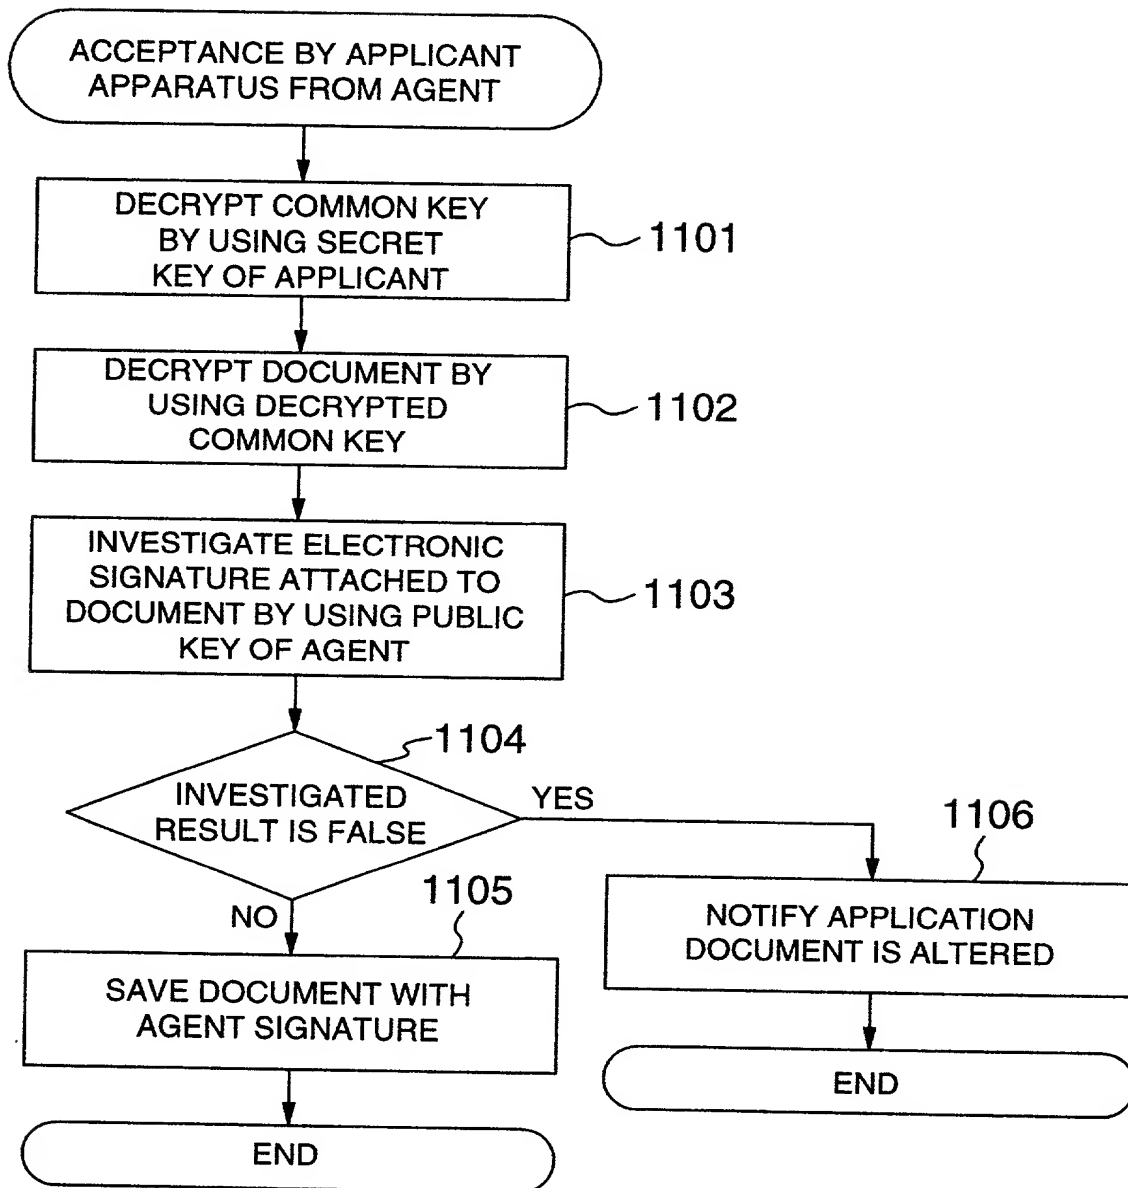 ACCEPTANCE BY APPLICANT
APPARATUS FROM AGENT
DECRYPT COMMON KEY
BY USING SECRET
KEY OF APPLICANT
1101
DECRYPT DOCUMENT BY
USING DECRYPTED
COMMON KEY
1102
INVESTIGATE ELECTRONIC
SIGNATURE ATTACHED TO
DOCUMENT BY USING PUBLIC
KEY OF AGENT
1103
1104
INVESTIGATED
RESULT IS FALSE
YES
NO
1105
SAVE DOCUMENT WITH
AGENT SIGNATURE
END
1106
NOTIFY APPLICATION
DOCUMENT IS ALTERED
END